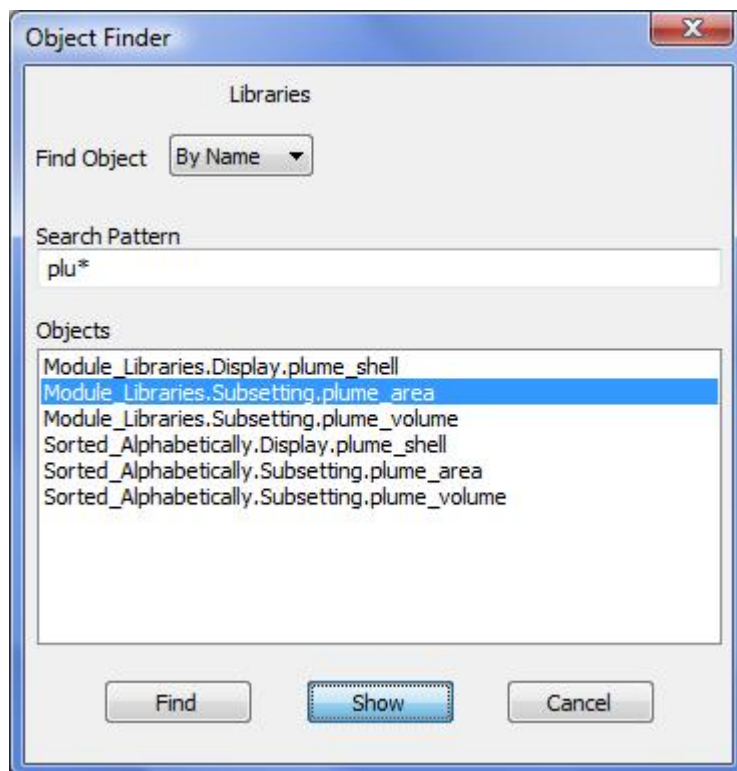 Object Finder
Libraries
Find Object By Name
Search Pattern
plu*
Objects
Module_Libraries.Display.plume_shell
Module_Libraries.Subsetting.plume_area
Module_Libraries.Subsetting.plume_volume
Sorted_Alphabetically.Display.plume_shell
Sorted_Alphabetically.Subsetting.plume_area
Sorted_Alphabetically.Subsetting.plume_volume
Find Show Cancel